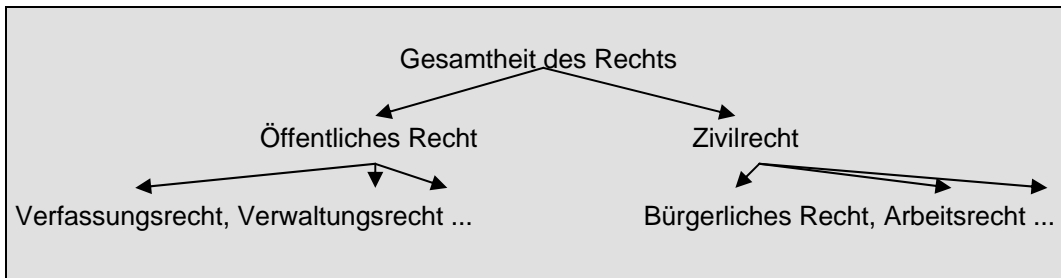 Gesamtheit des Rechts
Öffentliches Recht Zivilrecht
Verfassungsrecht, Verwaltungsrecht ... Bürgerliches Recht, Arbeitsrecht ...